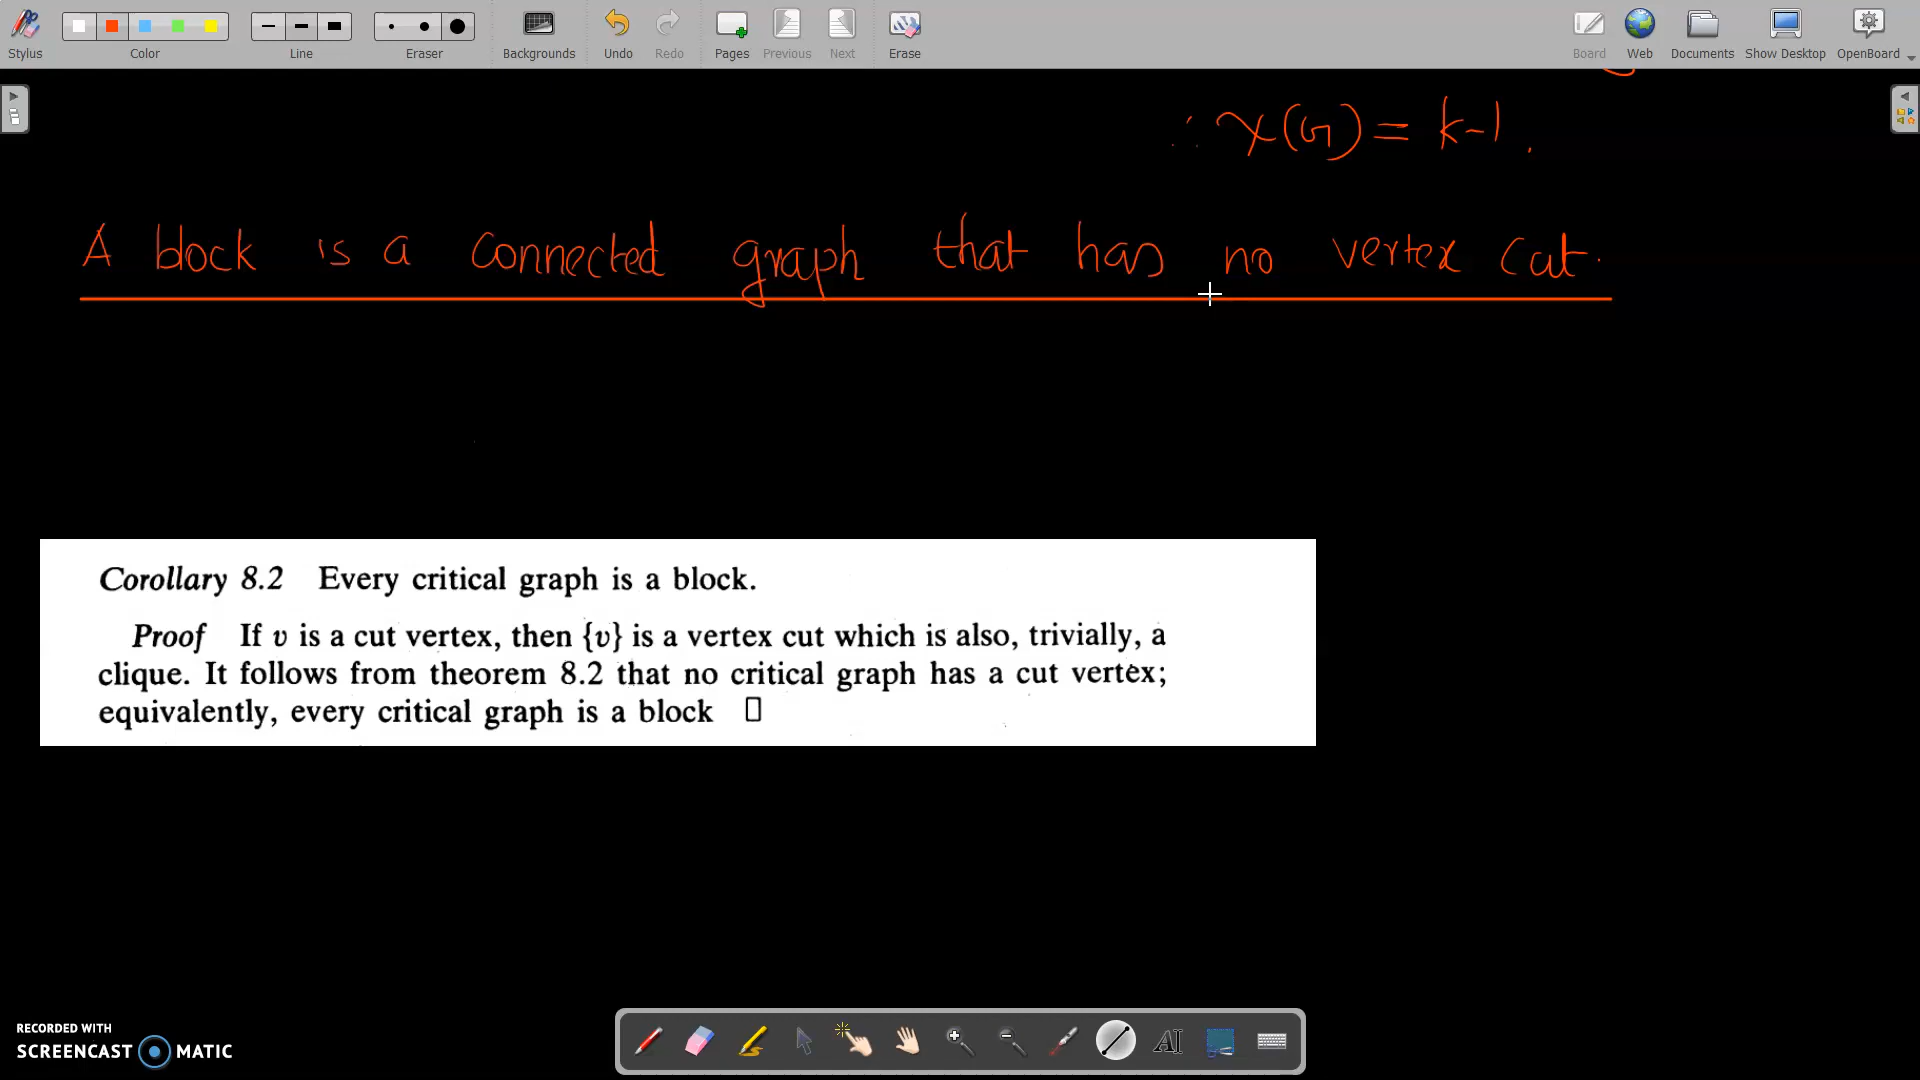 Stylus Color Line Eraser Backgrounds Undo Redo Pages Previous Next Erase Board Web Documents Show Desktop OpenBoard
∴ χ(G) = k-1.
A block is a connected graph that has no vertex cut.
Corollary 8.2 Every critical graph is a block.
Proof If v is a cut vertex, then {v} is a vertex cut which is also, trivially, a
clique. It follows from theorem 8.2 that no critical graph has a cut vertex;
equivalently, every critical graph is a block □
RECORDED WITH
SCREENCAST MATIC
AI